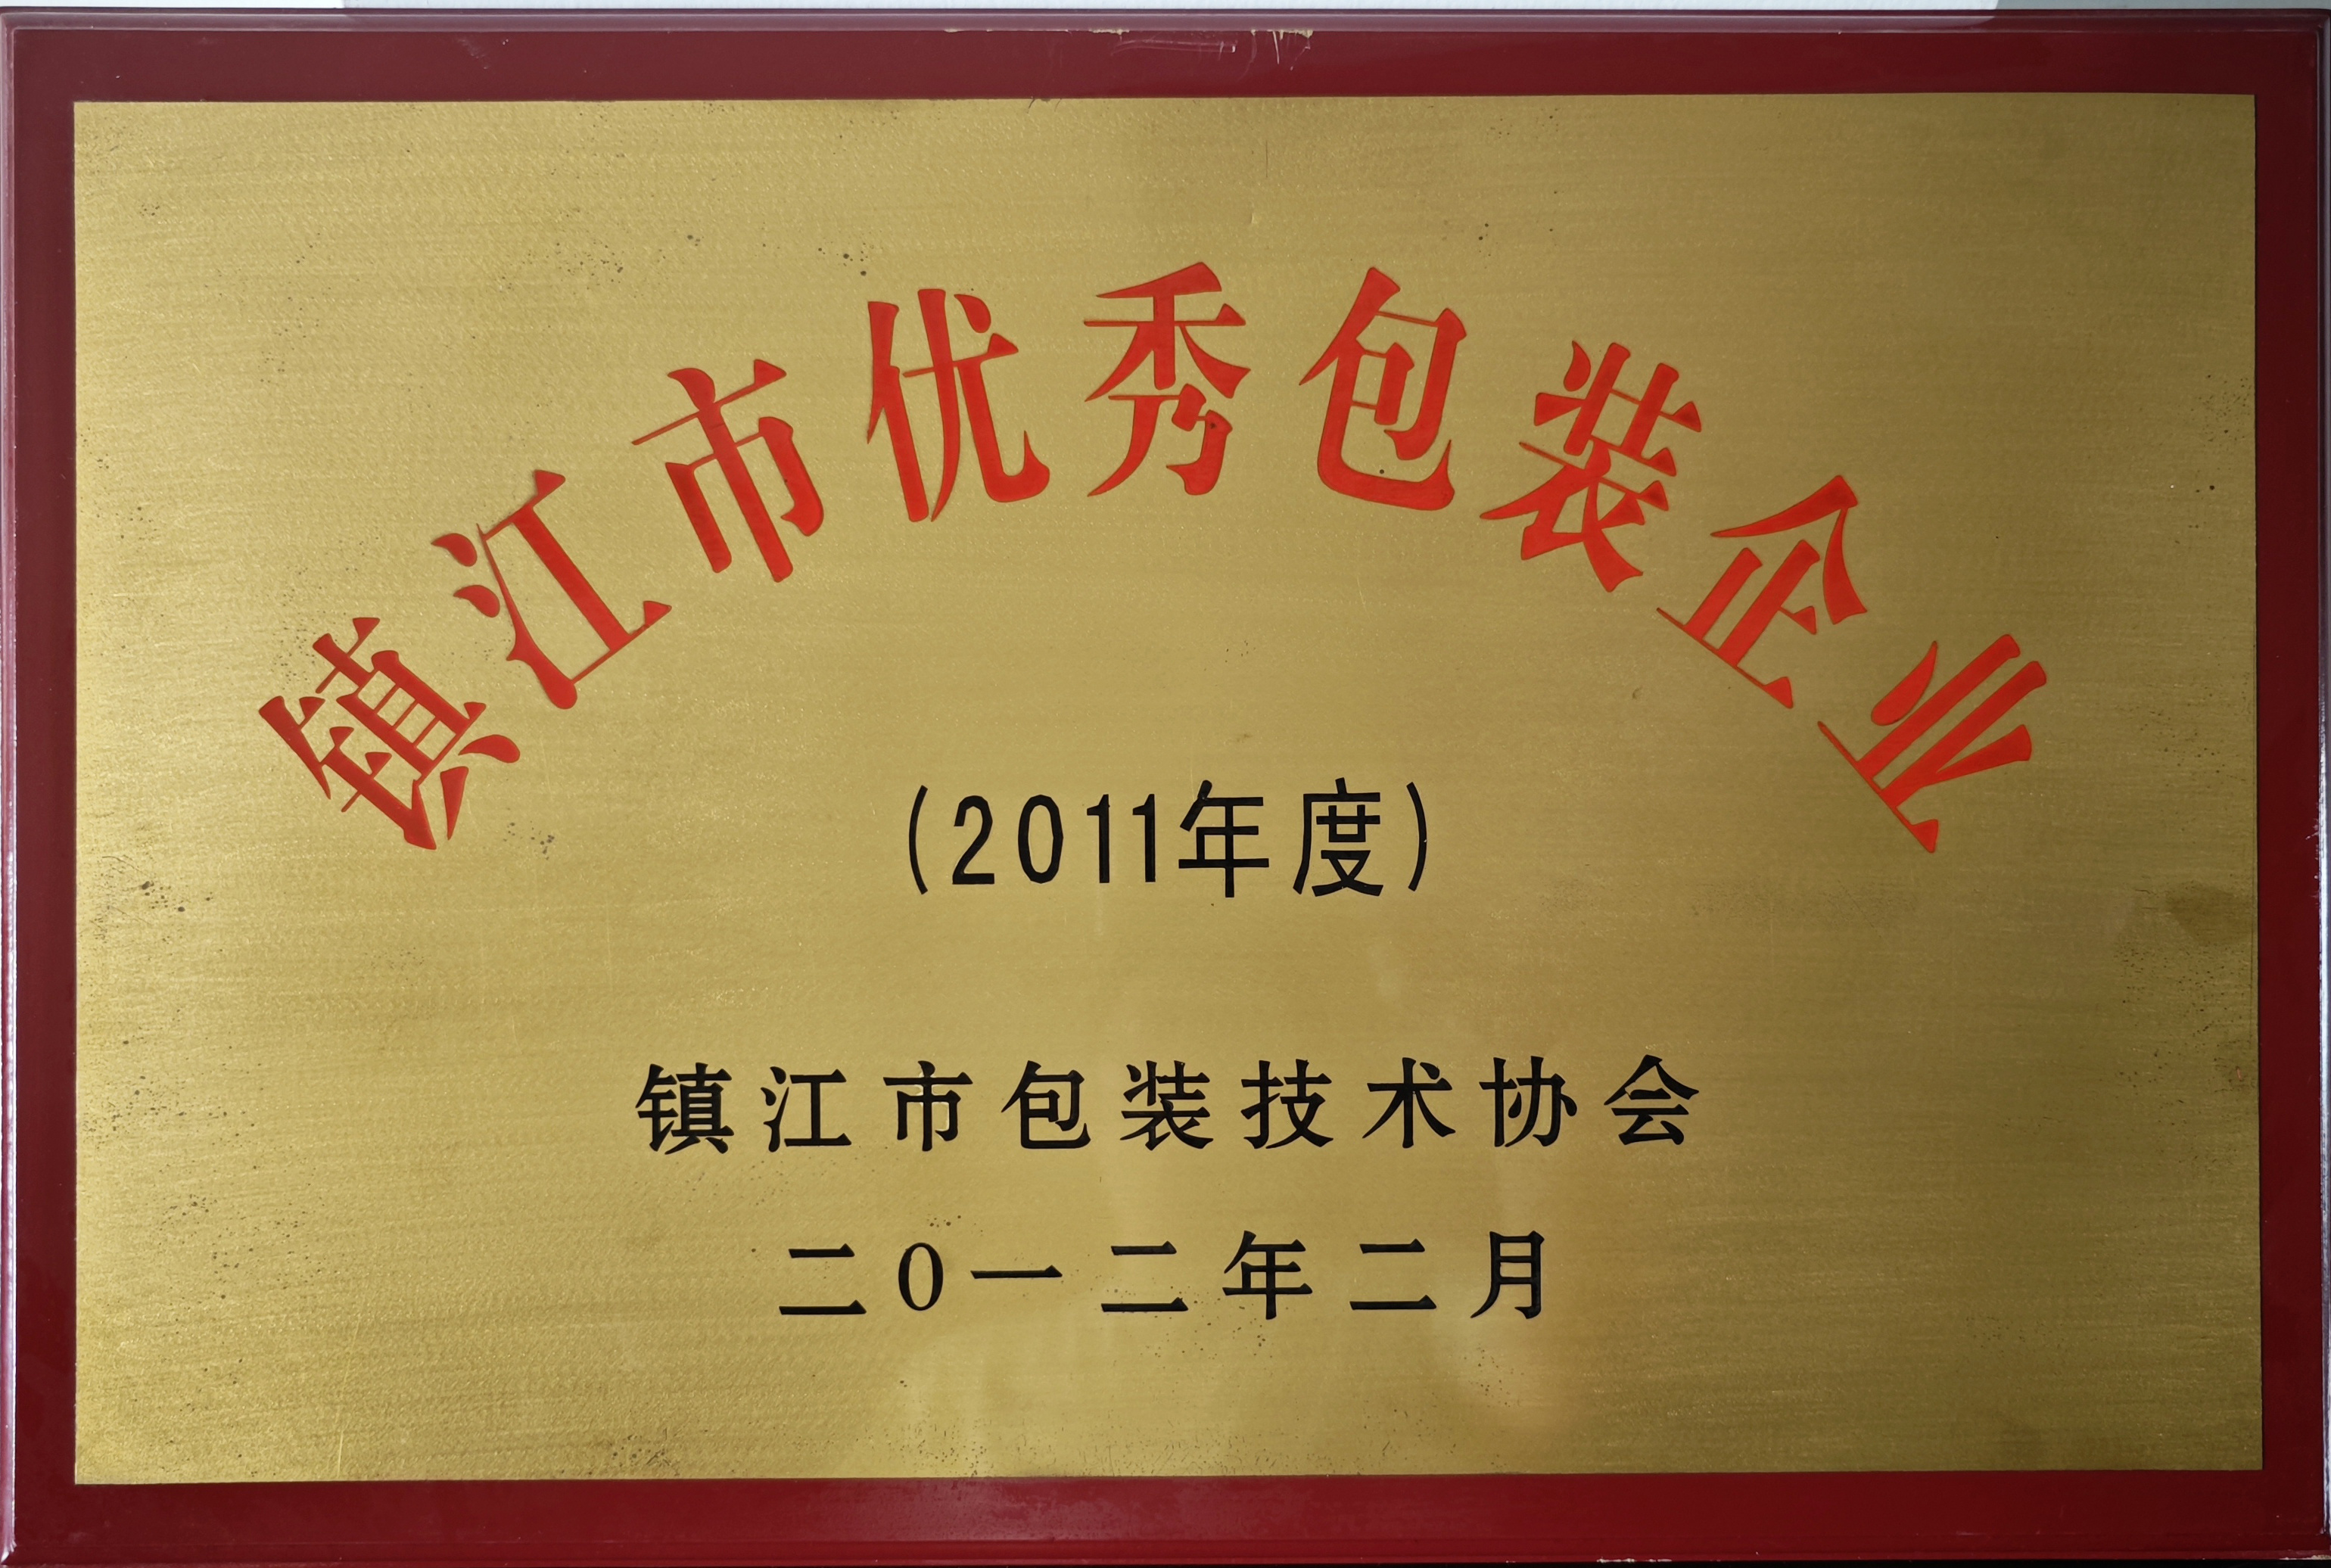 镇江市优秀包装企业
(2011年度)
镇江市包装技术协会
二0一二年二月